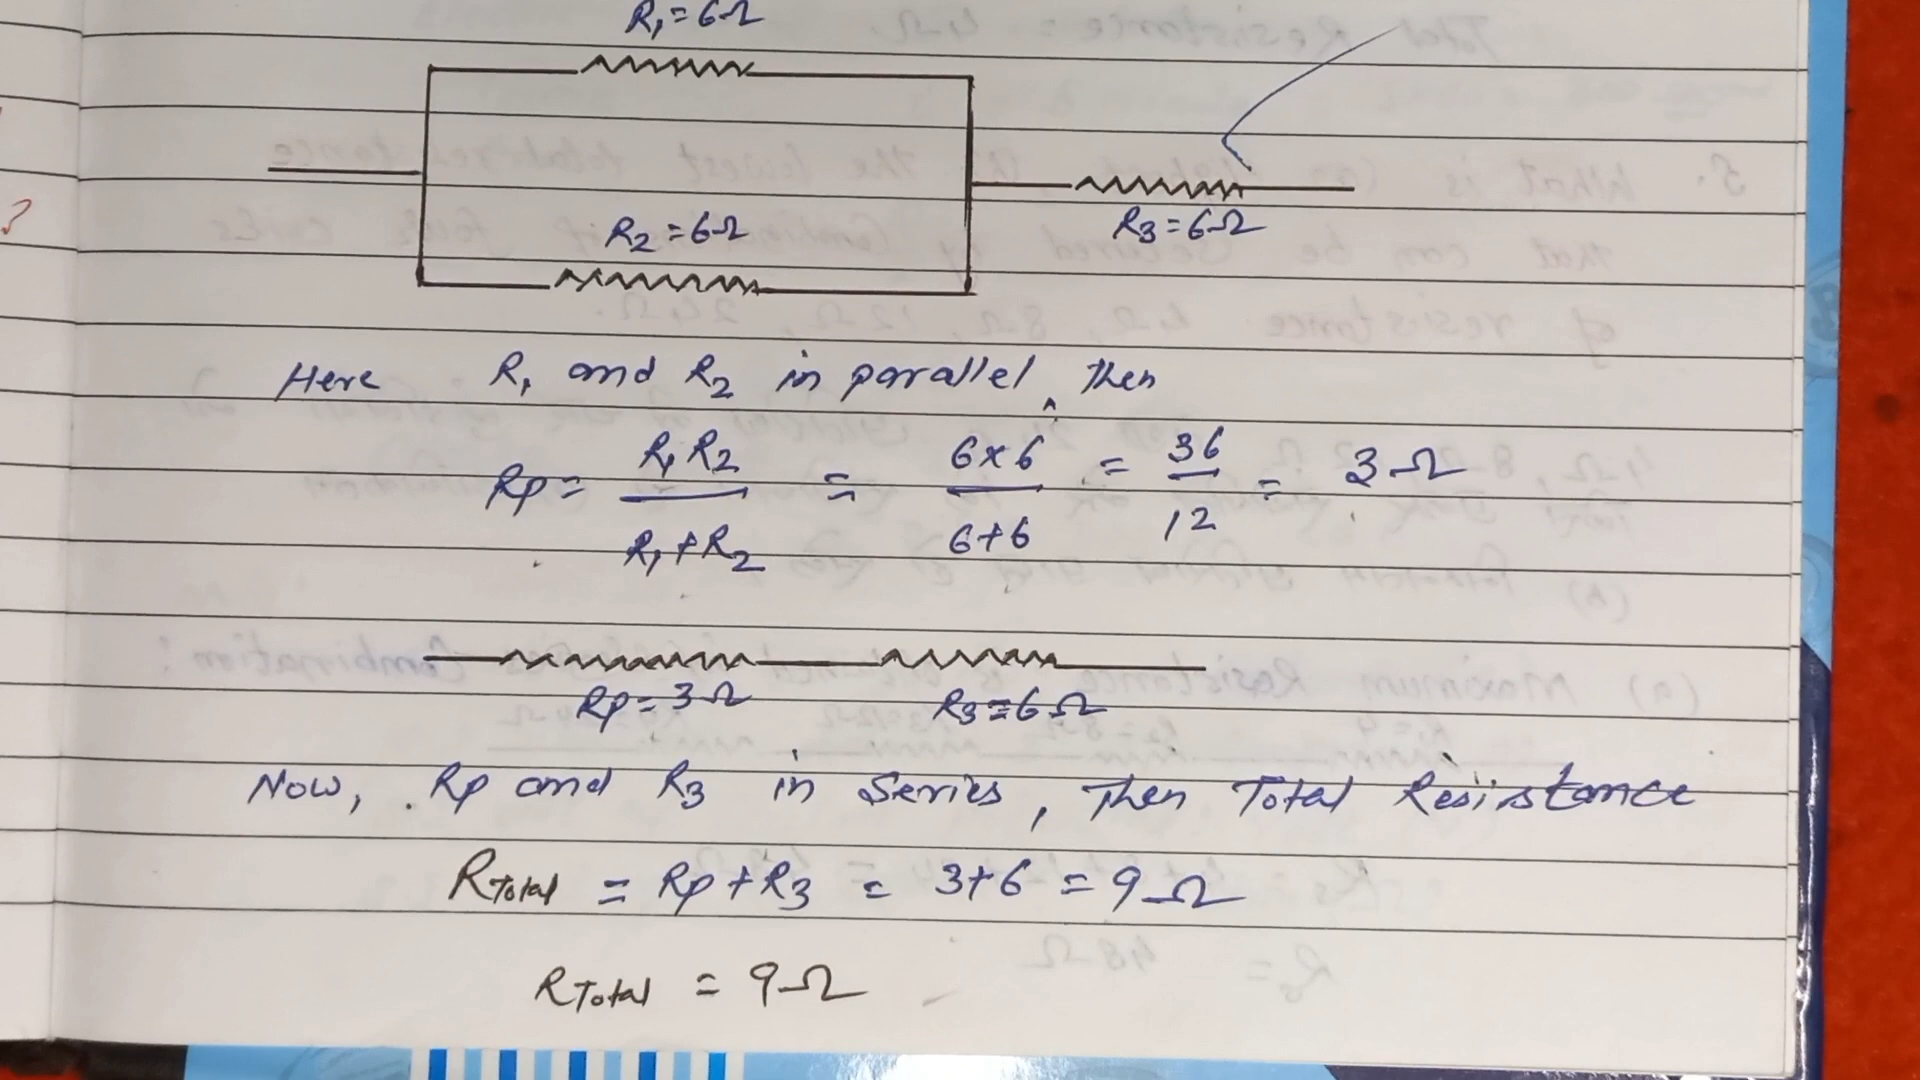 R₁=6Ω
R₂=6Ω
R₃=6Ω
Here R₁ and R₂ in parallel, Then
Rp = R₁R₂ / R₁+R₂ = 6×6 / 6+6 = 36 / 12 = 3Ω
Rp=3Ω R₃=6Ω
Now, Rp and R₃ in Series, Then Total Resistance
RTotal = Rp+R₃ = 3+6 = 9Ω
RTotal = 9Ω